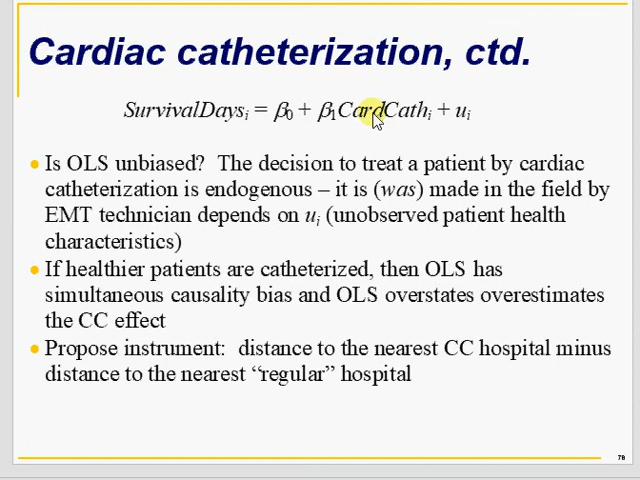 Cardiac catheterization, ctd.
SurvivalDaysᵢ = β₀ + β₁CardCathᵢ + uᵢ
● Is OLS unbiased? The decision to treat a patient by cardiac
catheterization is endogenous – it is (was) made in the field by
EMT technician depends on uᵢ (unobserved patient health
characteristics)
● If healthier patients are catheterized, then OLS has
simultaneous causality bias and OLS overstates overestimates
the CC effect
● Propose instrument: distance to the nearest CC hospital minus
distance to the nearest “regular” hospital
78